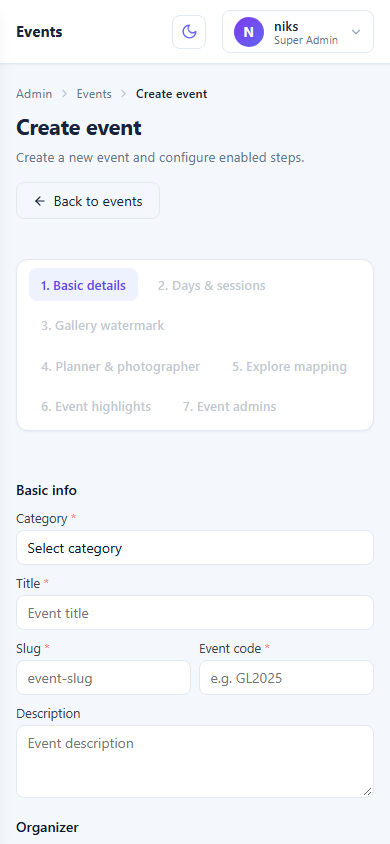 Events
N
niks
Super Admin
Admin > Events > Create event
Create event
Create a new event and configure enabled steps.
← Back to events
1. Basic details 2. Days & sessions
3. Gallery watermark
4. Planner & photographer 5. Explore mapping
6. Event highlights 7. Event admins
Basic info
Category *
Select category
Title *
Event title
Slug * Event code *
event-slug e.g. GL2025
Description
Event description
Organizer